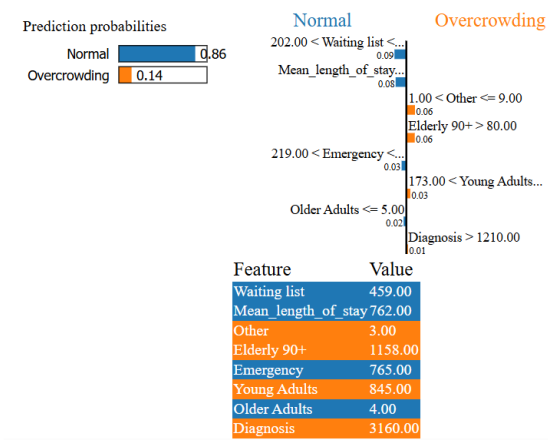 Prediction probabilities
Normal 0.86
Overcrowding 0.14
Normal Overcrowding
202.00 < Waiting list <...
0.09
Mean_length_of_stay...
0.08
1.00 < Other <= 9.00
0.06
Elderly 90+ > 80.00
0.06
219.00 < Emergency <...
0.03
173.00 < Young Adults...
0.03
Older Adults <= 5.00
0.02
Diagnosis > 1210.00
0.01
Feature Value
Waiting list 459.00
Mean_length_of_stay 762.00
Other 3.00
Elderly 90+ 1158.00
Emergency 765.00
Young Adults 845.00
Older Adults 4.00
Diagnosis 3160.00